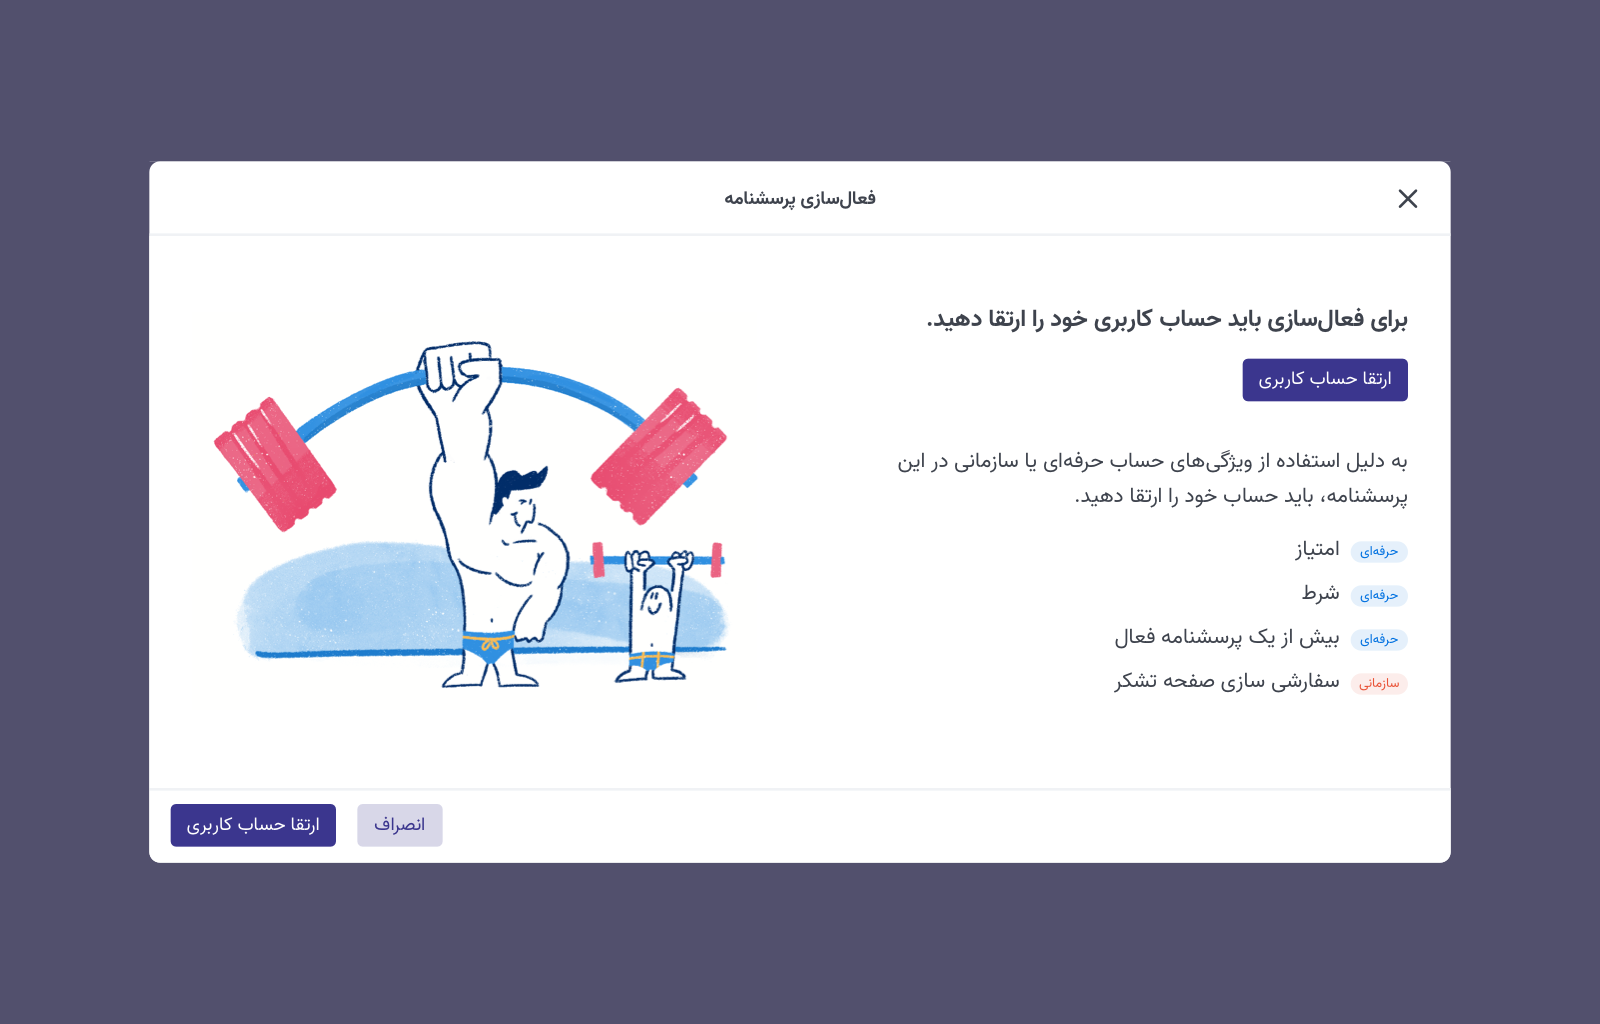 فعال‌سازی پرسشنامه
برای فعال‌سازی باید حساب کاربری خود را ارتقا دهید.
ارتقا حساب کاربری
به دلیل استفاده از ویژگی‌های حساب حرفه‌ای یا سازمانی در این
پرسشنامه، باید حساب خود را ارتقا دهید.
حرفه‌ای امتیاز
حرفه‌ای شرط
حرفه‌ای بیش از یک پرسشنامه فعال
سازمانی سفارشی سازی صفحه تشکر
انصراف ارتقا حساب کاربری